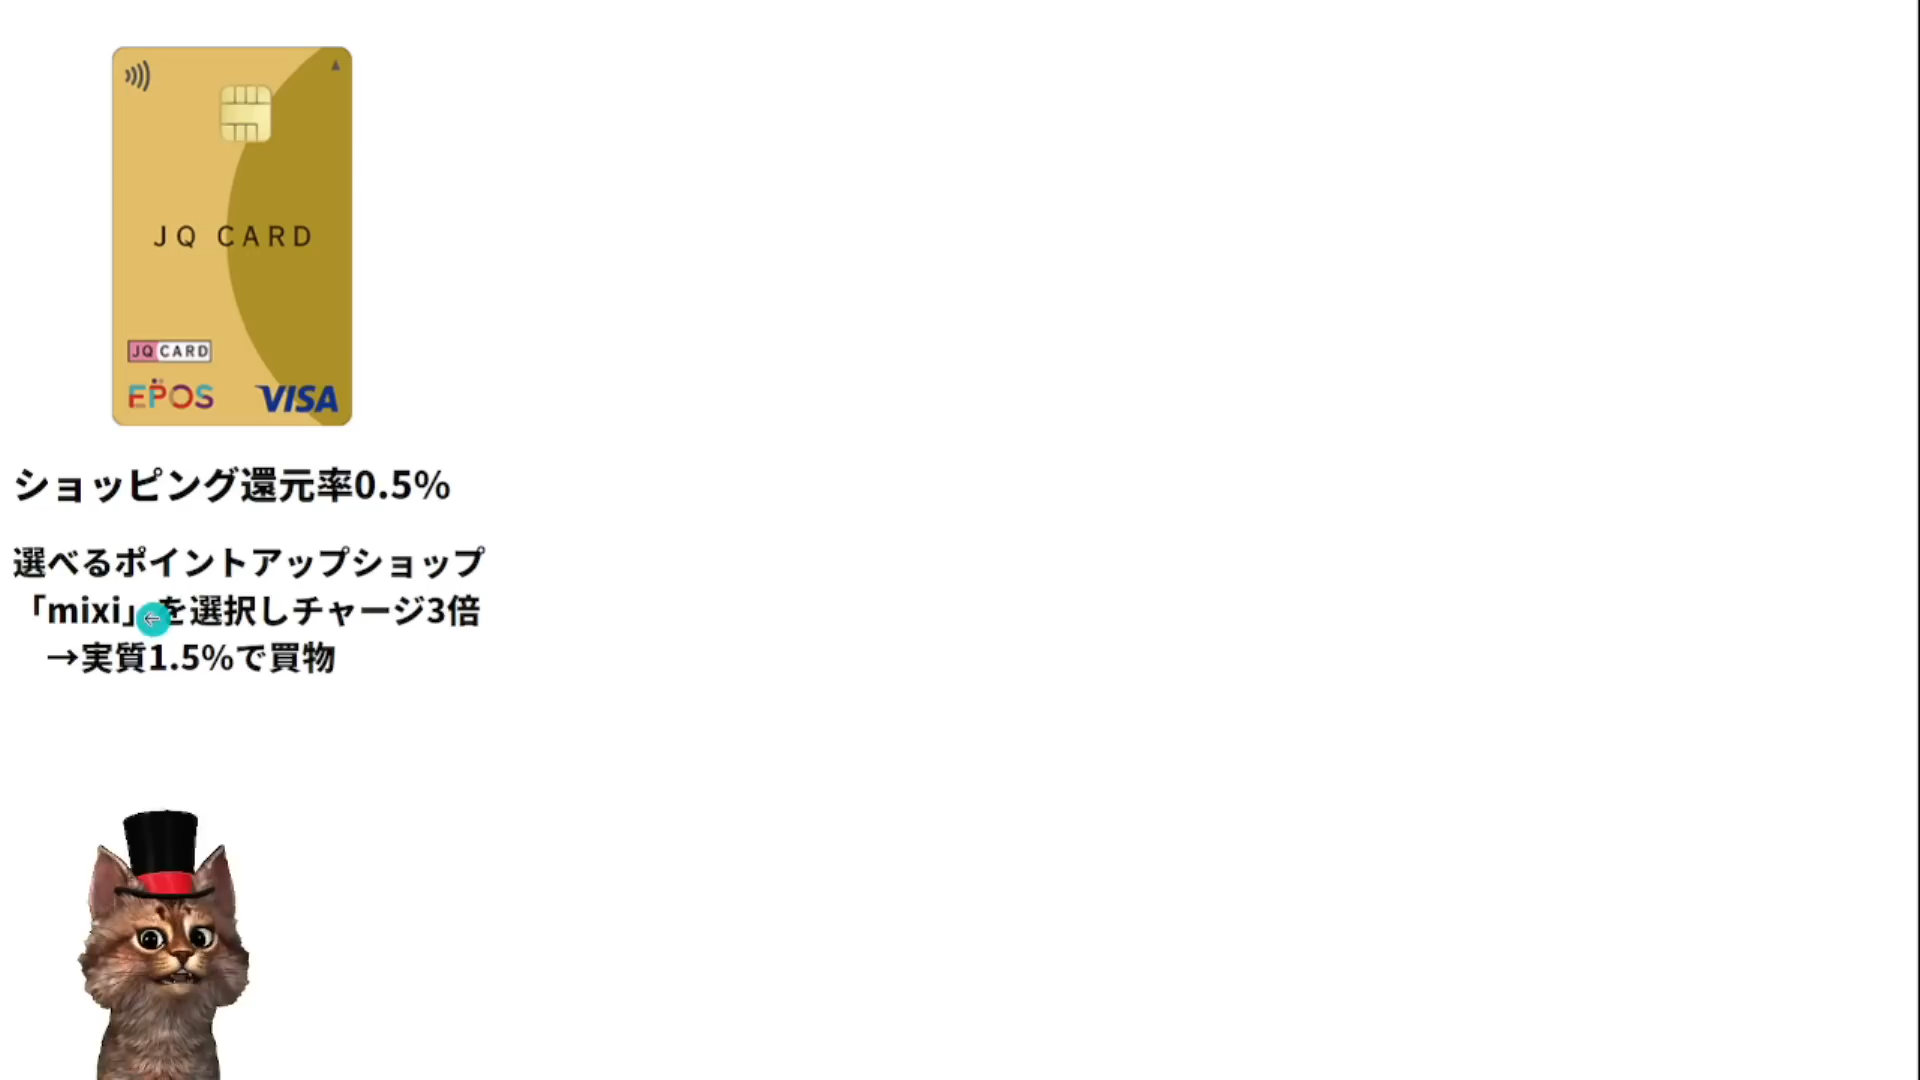 JQ CARD
JQ CARD
EPOS VISA
ショッピング還元率0.5%
選べるポイントアップショップ
「mixi」を選択しチャージ3倍
→実質1.5%で買物